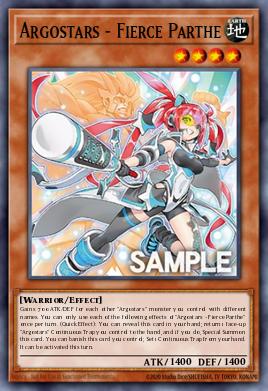 ARGOSTARS - FIERCE PARTHE
EARTH
地
SAMPLE
[WARRIOR/EFFECT]
Gains 700 ATK/DEF for each other "Argostars" monster you control with different
names. You can only use each of the following effects of "Argostars - Fierce Parthe"
once per turn. (Quick Effect): You can reveal this card in your hand; return 1 face-up
"Argostars" Continuous Trap you control to the hand, and if you do, Special Summon
this card. You can banish this card you control; Set 1 Continuous Trap from your hand.
It can be activated this turn.
ATK/1400 DEF/1400
©2020 Studio Dice/SHUEISHA, TV TOKYO, KONAMI